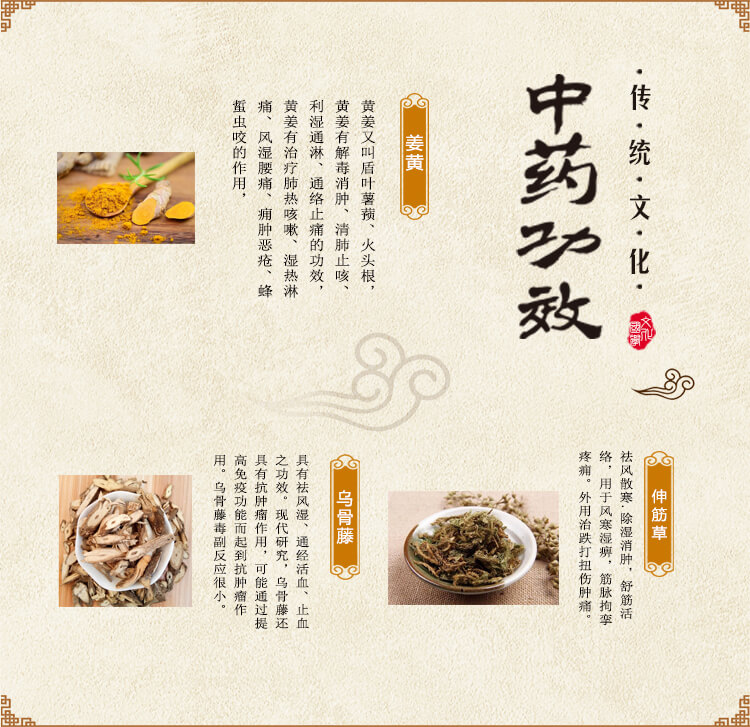 ·传·统·文·化·
中药功效
文化
國學
姜黄
黄姜又叫盾叶薯蓣、火头根，
黄姜有解毒消肿、清肺止咳、
利湿通淋、通络止痛的功效，
黄姜有治疗肺热咳嗽、湿热淋
痛、风湿腰痛、痈肿恶疮、蜂
蜇虫咬的作用，
伸筋草
祛风散寒·除湿消肿，舒筋活
络，用于风寒湿痹，筋脉拘挛
疼痈。外用治跌打扭伤肿痛。
乌骨藤
具有祛风湿、通经活血、止血
之功效。现代研究，乌骨藤还
具有抗肿瘤作用，可能通过提
高免疫功能而起到抗肿瘤作
用。乌骨藤毒副反应很小。